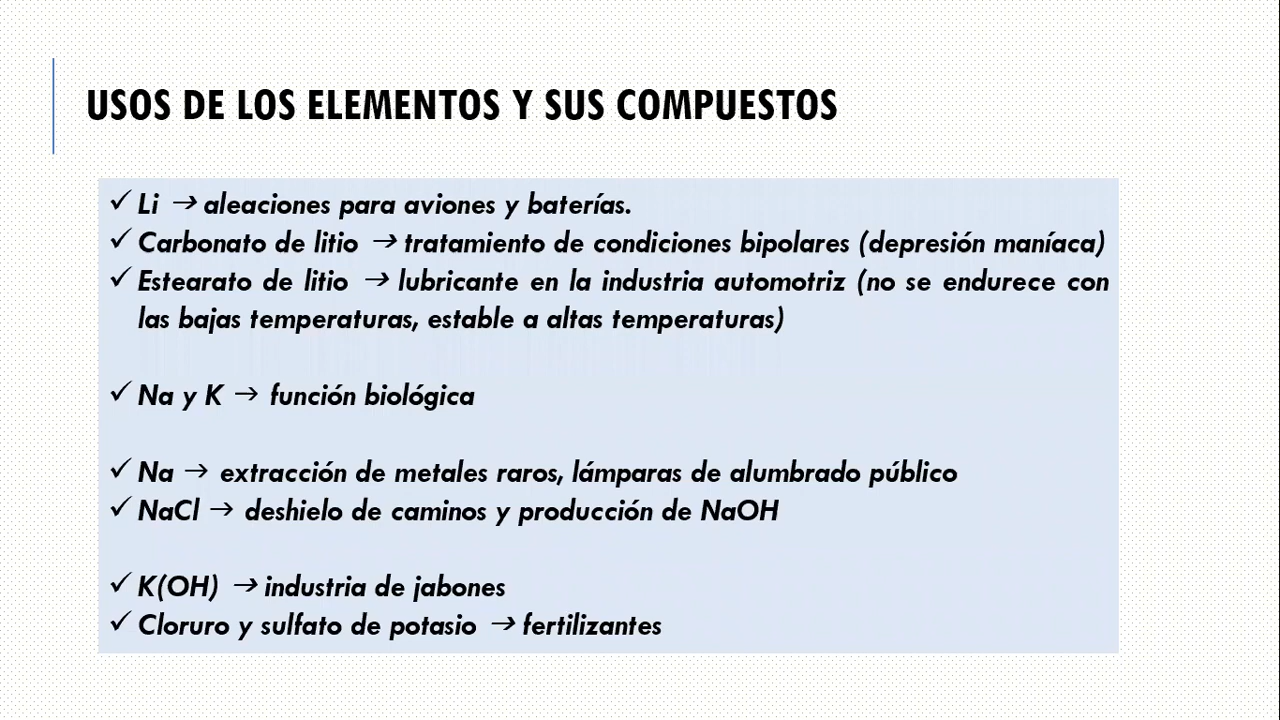 USOS DE LOS ELEMENTOS Y SUS COMPUESTOS
✓ Li → aleaciones para aviones y baterías.
✓ Carbonato de litio → tratamiento de condiciones bipolares (depresión maníaca)
✓ Estearato de litio → lubricante en la industria automotriz (no se endurece con
las bajas temperaturas, estable a altas temperaturas)
✓ Na y K → función biológica
✓ Na → extracción de metales raros, lámparas de alumbrado público
✓ NaCl → deshielo de caminos y producción de NaOH
✓ K(OH) → industria de jabones
✓ Cloruro y sulfato de potasio → fertilizantes